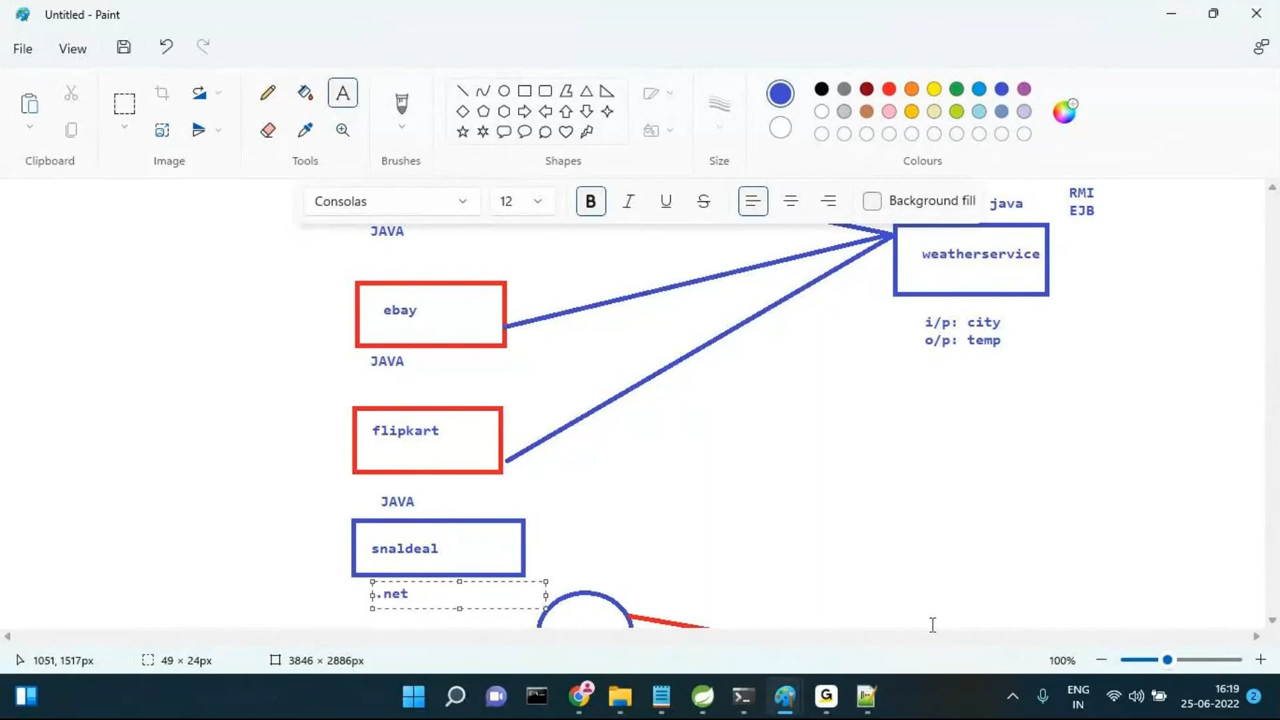 Untitled - Paint
File View
Clipboard
Image
A
Tools
Brushes
Shapes
Size
Colours
Consolas 12 B I U S Background fill
java
RMI
EJB
JAVA
weatherservice
ebay
i/p: city
o/p: temp
JAVA
flipkart
JAVA
snaldeal
.net
1051, 1517px 49 × 24px 3846 × 2886px 100%
ENG
IN
16:19
25-06-2022
2
G